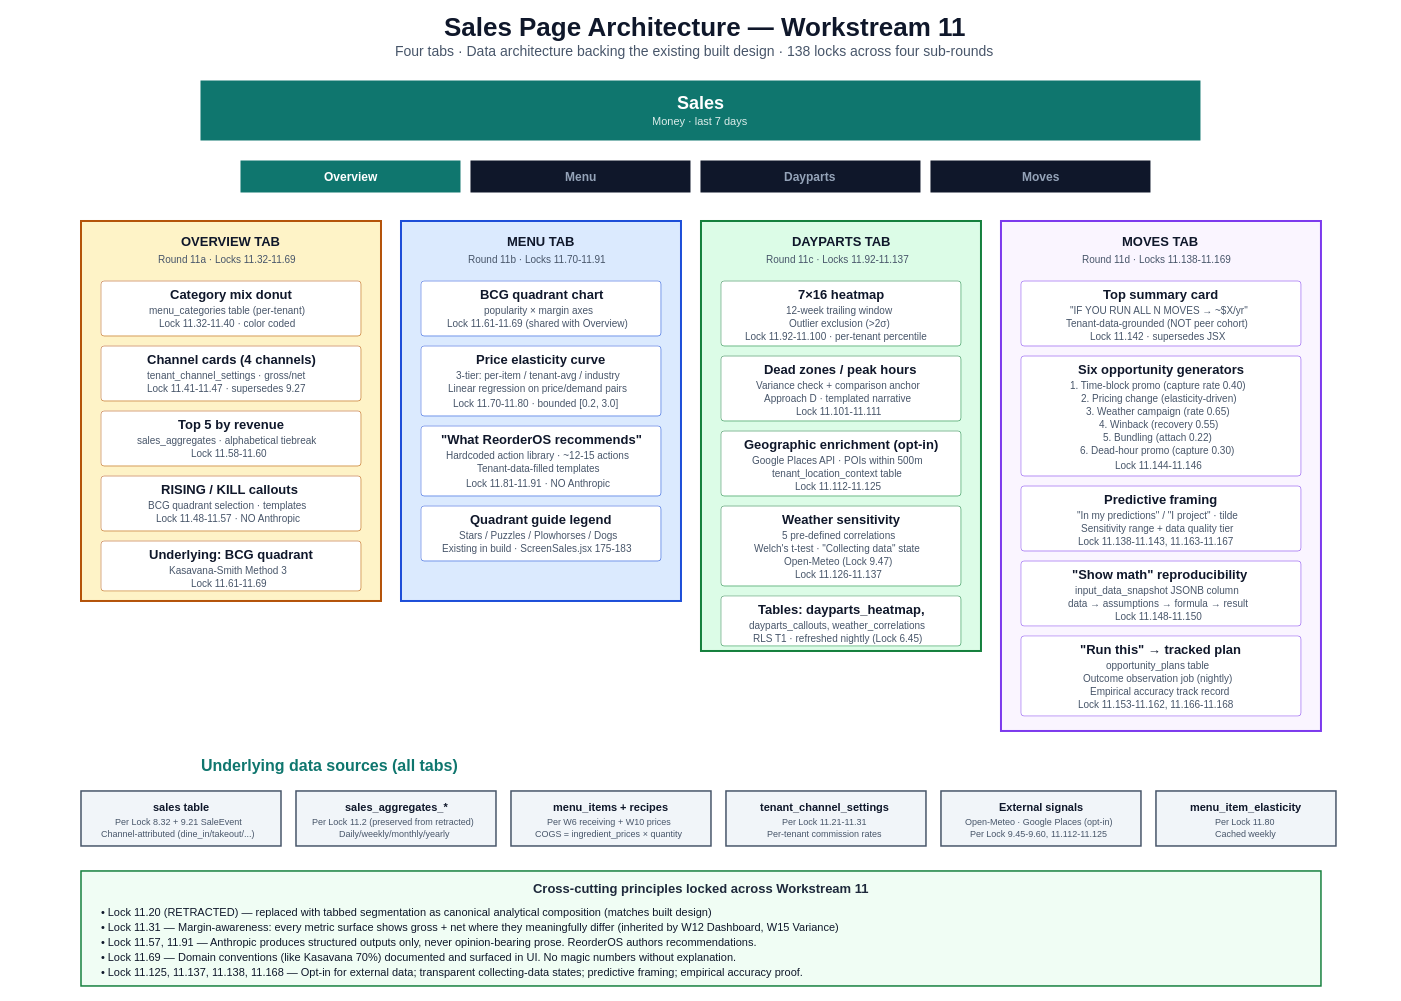 Sales Page Architecture — Workstream 11
Four tabs · Data architecture backing the existing built design · 138 locks across four sub-rounds
Sales
Money · last 7 days
Overview
Menu
Dayparts
Moves
OVERVIEW TAB
Round 11a · Locks 11.32-11.69
Category mix donut
menu_categories table (per-tenant)
Lock 11.32-11.40 · color coded
Channel cards (4 channels)
tenant_channel_settings · gross/net
Lock 11.41-11.47 · supersedes 9.27
Top 5 by revenue
sales_aggregates · alphabetical tiebreak
Lock 11.58-11.60
RISING / KILL callouts
BCG quadrant selection · templates
Lock 11.48-11.57 · NO Anthropic
Underlying: BCG quadrant
Kasavana-Smith Method 3
Lock 11.61-11.69
MENU TAB
Round 11b · Locks 11.70-11.91
BCG quadrant chart
popularity × margin axes
Lock 11.61-11.69 (shared with Overview)
Price elasticity curve
3-tier: per-item / tenant-avg / industry
Linear regression on price/demand pairs
Lock 11.70-11.80 · bounded [0.2, 3.0]
"What ReorderOS recommends"
Hardcoded action library · ~12-15 actions
Tenant-data-filled templates
Lock 11.81-11.91 · NO Anthropic
Quadrant guide legend
Stars / Puzzles / Plowhorses / Dogs
Existing in build · ScreenSales.jsx 175-183
DAYPARTS TAB
Round 11c · Locks 11.92-11.137
7×16 heatmap
12-week trailing window
Outlier exclusion (>2σ)
Lock 11.92-11.100 · per-tenant percentile
Dead zones / peak hours
Variance check + comparison anchor
Approach D · templated narrative
Lock 11.101-11.111
Geographic enrichment (opt-in)
Google Places API · POIs within 500m
tenant_location_context table
Lock 11.112-11.125
Weather sensitivity
5 pre-defined correlations
Welch's t-test · "Collecting data" state
Open-Meteo (Lock 9.47)
Lock 11.126-11.137
Tables: dayparts_heatmap,
dayparts_callouts, weather_correlations
RLS T1 · refreshed nightly (Lock 6.45)
MOVES TAB
Round 11d · Locks 11.138-11.169
Top summary card
"IF YOU RUN ALL N MOVES → ~$X/yr"
Tenant-data-grounded (NOT peer cohort)
Lock 11.142 · supersedes JSX
Six opportunity generators
1. Time-block promo (capture rate 0.40)
2. Pricing change (elasticity-driven)
3. Weather campaign (rate 0.65)
4. Winback (recovery 0.55)
5. Bundling (attach 0.22)
6. Dead-hour promo (capture 0.30)
Lock 11.144-11.146
Predictive framing
"In my predictions" / "I project" · tilde
Sensitivity range + data quality tier
Lock 11.138-11.143, 11.163-11.167
"Show math" reproducibility
input_data_snapshot JSONB column
data → assumptions → formula → result
Lock 11.148-11.150
"Run this" → tracked plan
opportunity_plans table
Outcome observation job (nightly)
Empirical accuracy track record
Lock 11.153-11.162, 11.166-11.168
Underlying data sources (all tabs)
sales table
Per Lock 8.32 + 9.21 SaleEvent
Channel-attributed (dine_in/takeout/...)
sales_aggregates_*
Per Lock 11.2 (preserved from retracted)
Daily/weekly/monthly/yearly
menu_items + recipes
Per W6 receiving + W10 prices
COGS = ingredient_prices × quantity
tenant_channel_settings
Per Lock 11.21-11.31
Per-tenant commission rates
External signals
Open-Meteo · Google Places (opt-in)
Per Lock 9.45-9.60, 11.112-11.125
menu_item_elasticity
Per Lock 11.80
Cached weekly
Cross-cutting principles locked across Workstream 11
• Lock 11.20 (RETRACTED) — replaced with tabbed segmentation as canonical analytical composition (matches built design)
• Lock 11.31 — Margin-awareness: every metric surface shows gross + net where they meaningfully differ (inherited by W12 Dashboard, W15 Variance)
• Lock 11.57, 11.91 — Anthropic produces structured outputs only, never opinion-bearing prose. ReorderOS authors recommendations.
• Lock 11.69 — Domain conventions (like Kasavana 70%) documented and surfaced in UI. No magic numbers without explanation.
• Lock 11.125, 11.137, 11.138, 11.168 — Opt-in for external data; transparent collecting-data states; predictive framing; empirical accuracy proof.